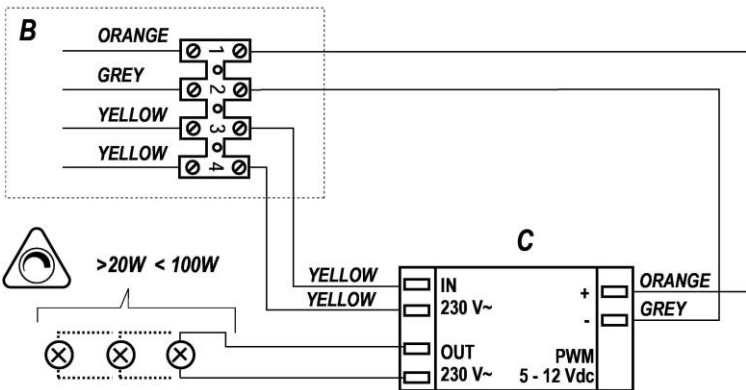 B
ORANGE
GREY
YELLOW
YELLOW
1
2
3
4
C
>20W < 100W
YELLOW
YELLOW
IN
230 V~
OUT
230 V~
+
-
PWM
5 - 12 Vdc
ORANGE
GREY